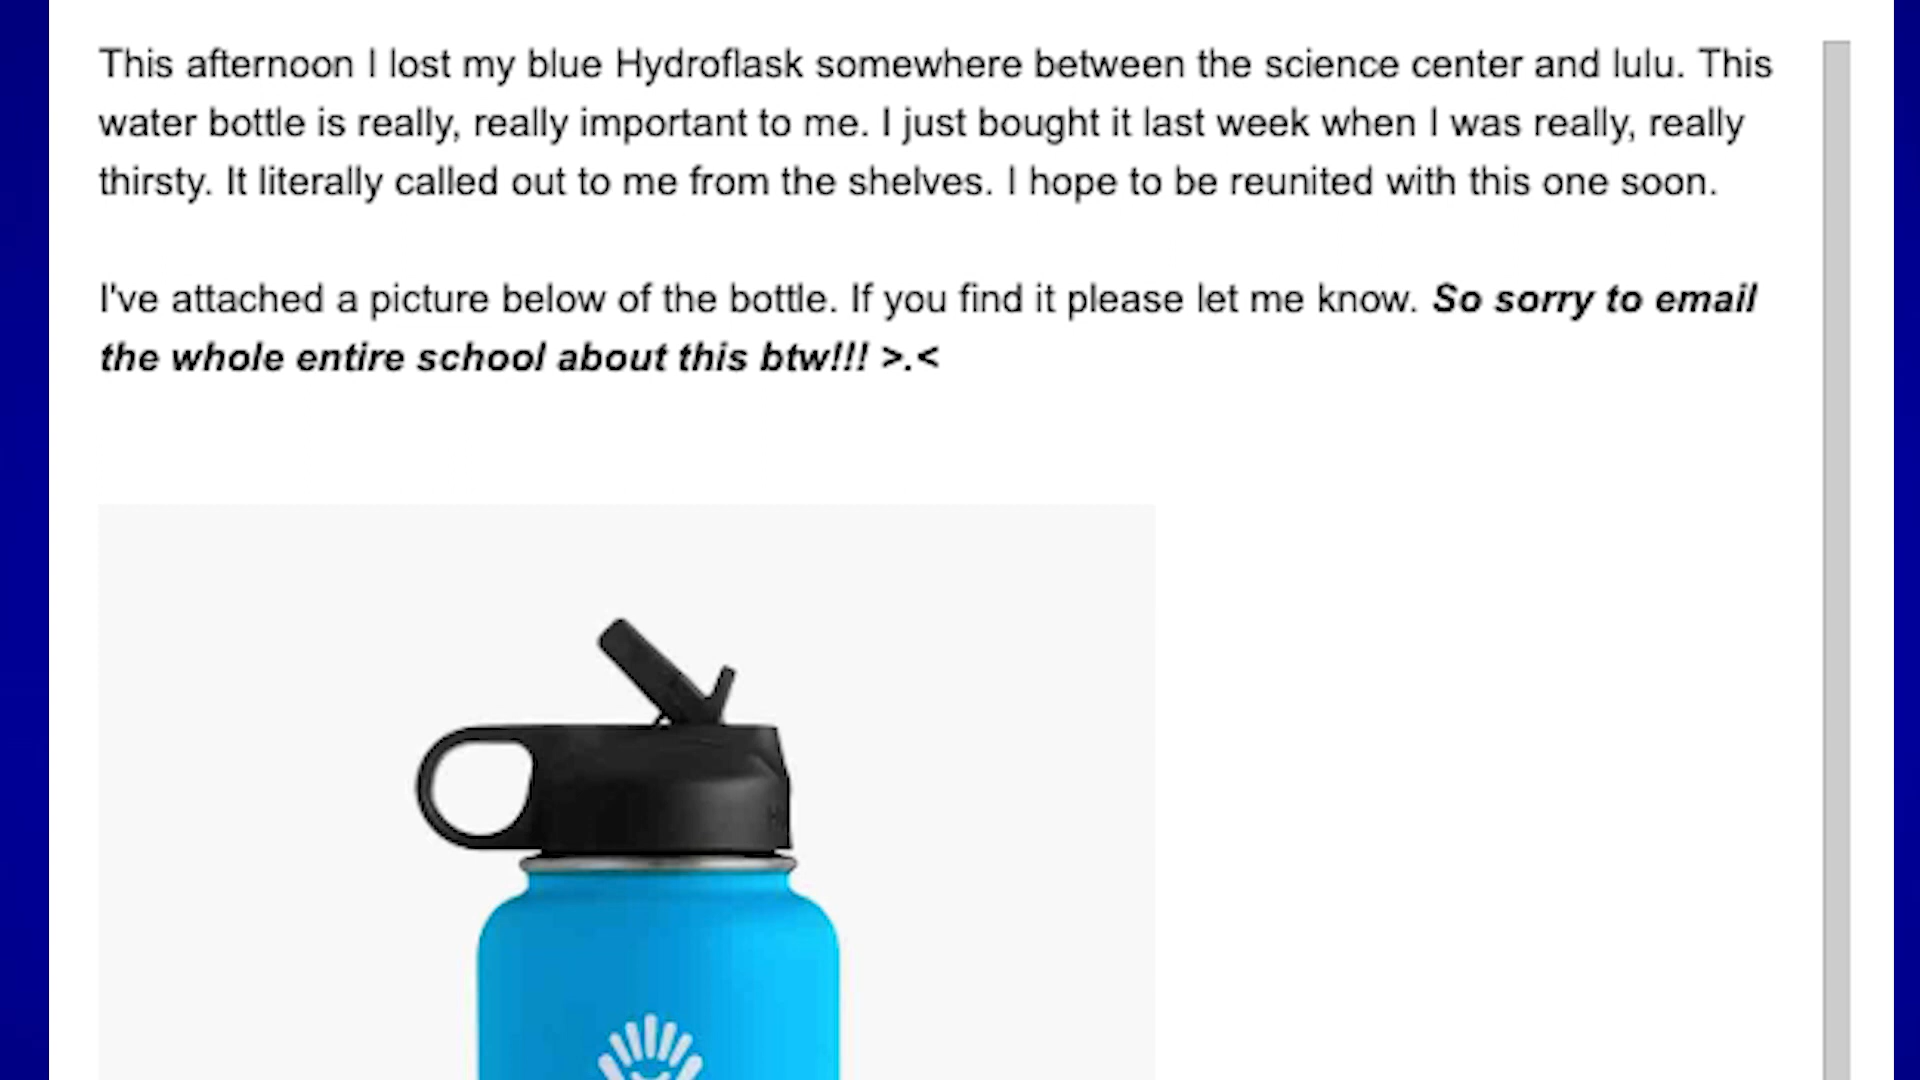 This afternoon I lost my blue Hydroflask somewhere between the science center and lulu. This
water bottle is really, really important to me. I just bought it last week when I was really, really
thirsty. It literally called out to me from the shelves. I hope to be reunited with this one soon.
I've attached a picture below of the bottle. If you find it please let me know. So sorry to email
the whole entire school about this btw!!! >.<